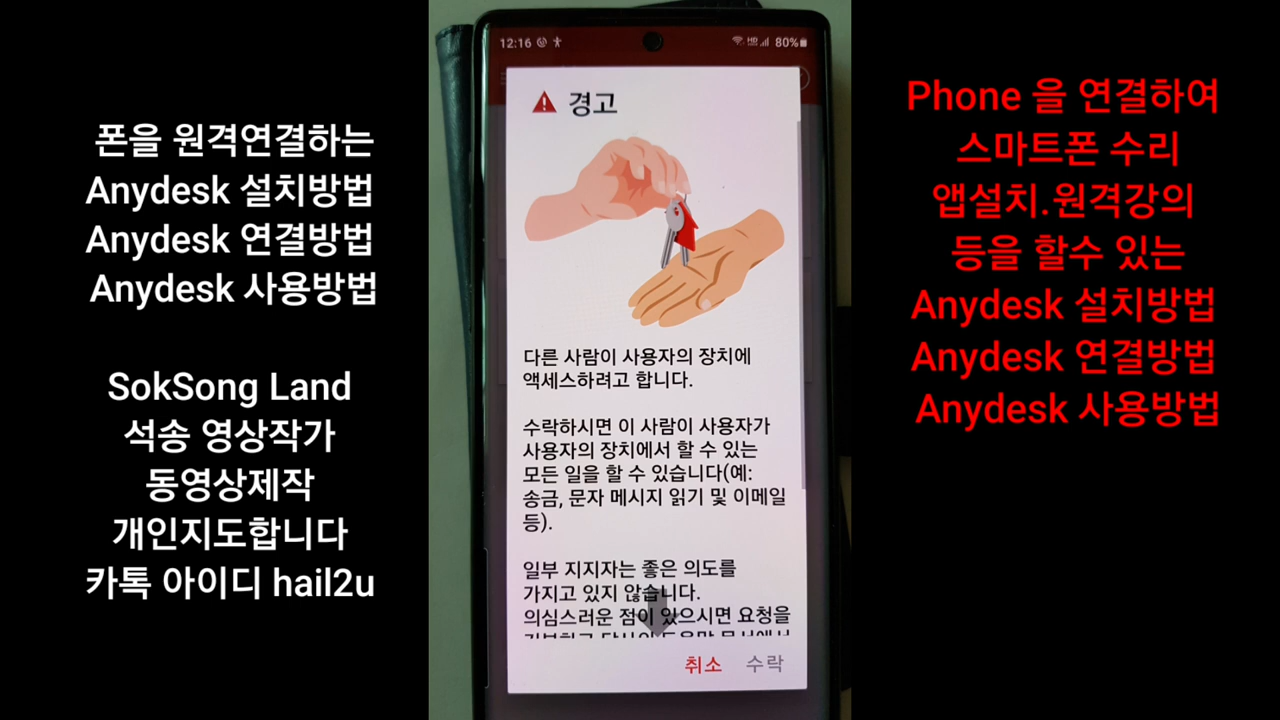 폰을 원격연결하는
Anydesk 설치방법
Anydesk 연결방법
Anydesk 사용방법
SokSong Land
석송 영상작가
동영상제작
개인지도합니다
카톡 아이디 hail2u
12:16
HD
80%
경고
다른 사람이 사용자의 장치에
액세스하려고 합니다.
수락하시면 이 사람이 사용자가
사용자의 장치에서 할 수 있는
모든 일을 할 수 있습니다(예:
송금, 문자 메시지 읽기 및 이메일
등).
일부 지지자는 좋은 의도를
가지고 있지 않습니다.
의심스러운 점이 있으시면 요청을
취소 수락
Phone 을 연결하여
스마트폰 수리
앱설치.원격강의
등을 할수 있는
Anydesk 설치방법
Anydesk 연결방법
Anydesk 사용방법